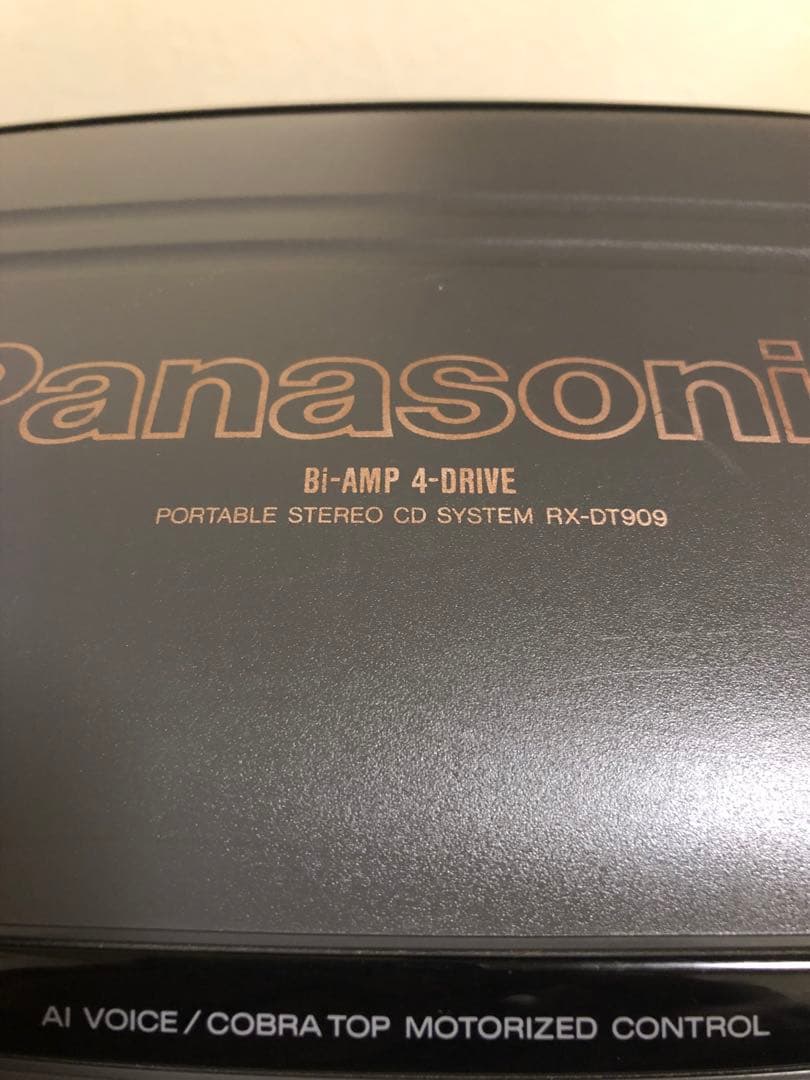 Panasoni
Bi-AMP 4-DRIVE
PORTABLE STEREO CD SYSTEM RX-DT909
AI VOICE/COBRA TOP MOTORIZED CONTROL